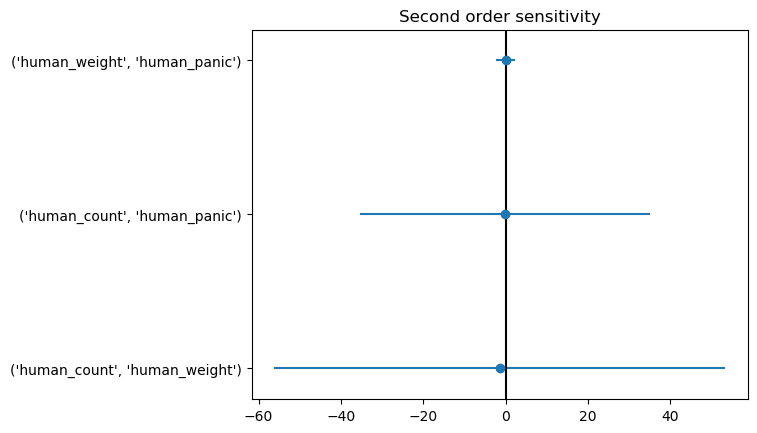 Second order sensitivity
('human_weight', 'human_panic')
('human_count', 'human_panic')
('human_count', 'human_weight')
−60 −40 −20 0 20 40